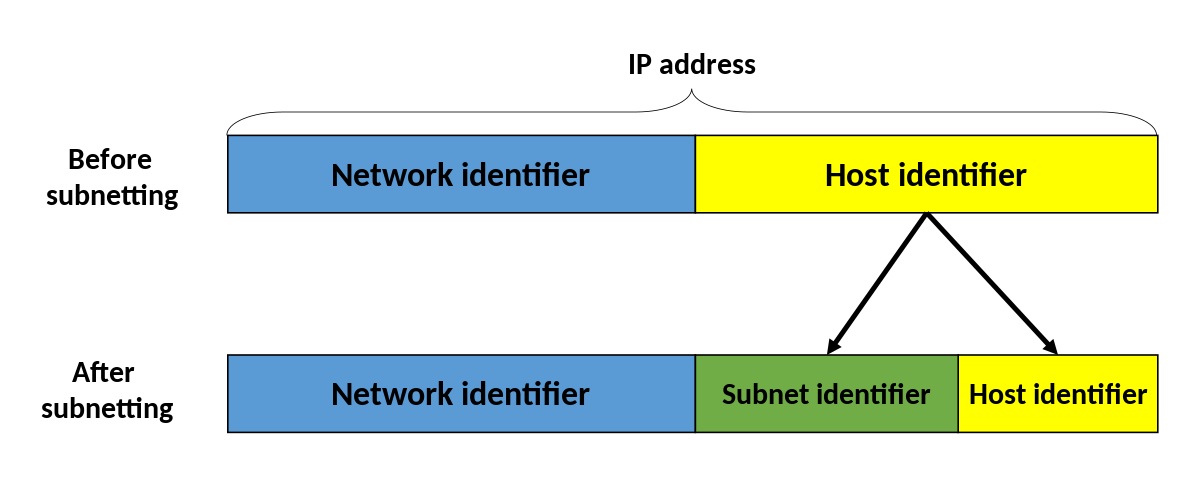 IP address
Before
subnetting
Network identifier
Host identifier
After
subnetting
Network identifier
Subnet identifier
Host identifier